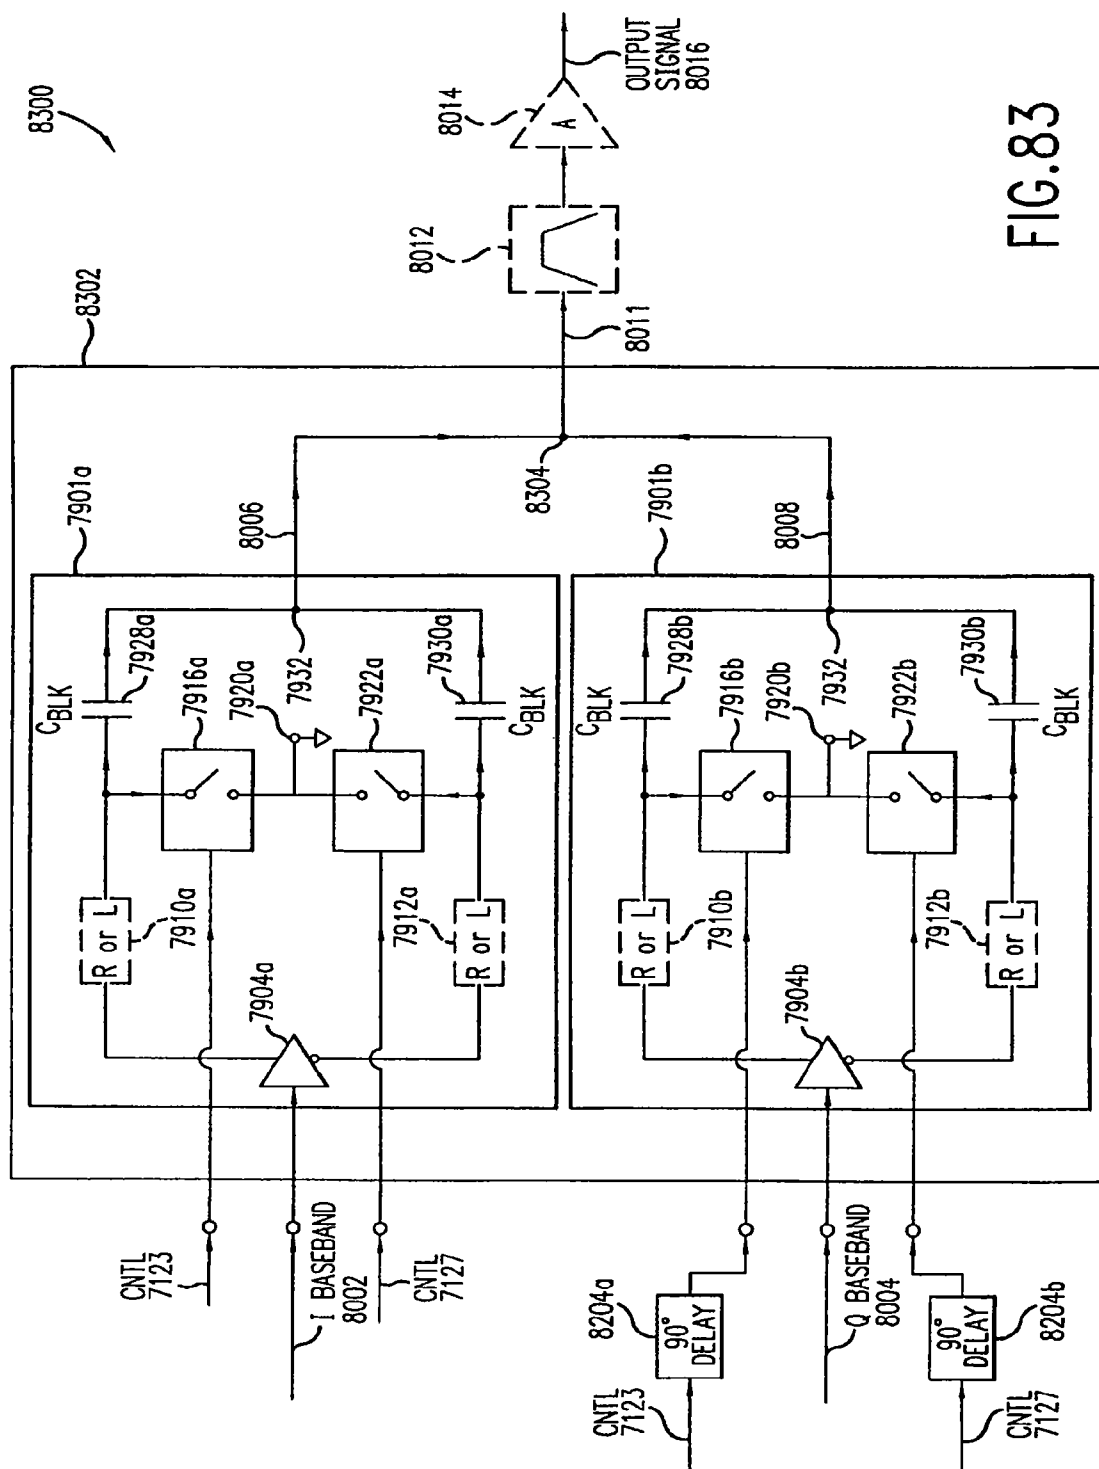 8300
8302
7901a
8006
C BLK
7928a
7916a
7920a
7932
7922a
7930a
C BLK
R or L
7910a
7904a
7912a
R or L
CNTL
7123
I BASEBAND
8002
CNTL
7127
8304
8011
8012
A
8014
OUTPUT
SIGNAL
8016
7901b
8008
C BLK
7928b
7916b
7920b
7932
7922b
7930b
C BLK
R or L
7910b
7904b
7912b
R or L
8204a
90°
DELAY
CNTL
7123
Q BASEBAND
8004
90°
DELAY
8204b
CNTL
7127
FIG.83